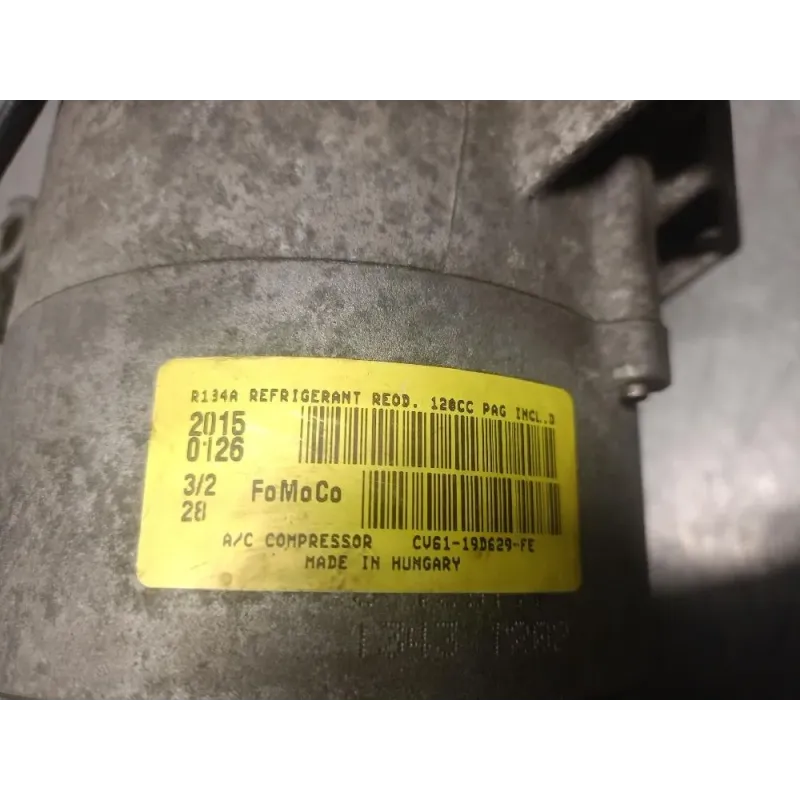 R134A REFRIGERANT REQD. 120CC PAG INCL.D
2015
0126
3/2 FoMoCo
28
A/C COMPRESSOR CV61-19D629-FE
MADE IN HUNGARY